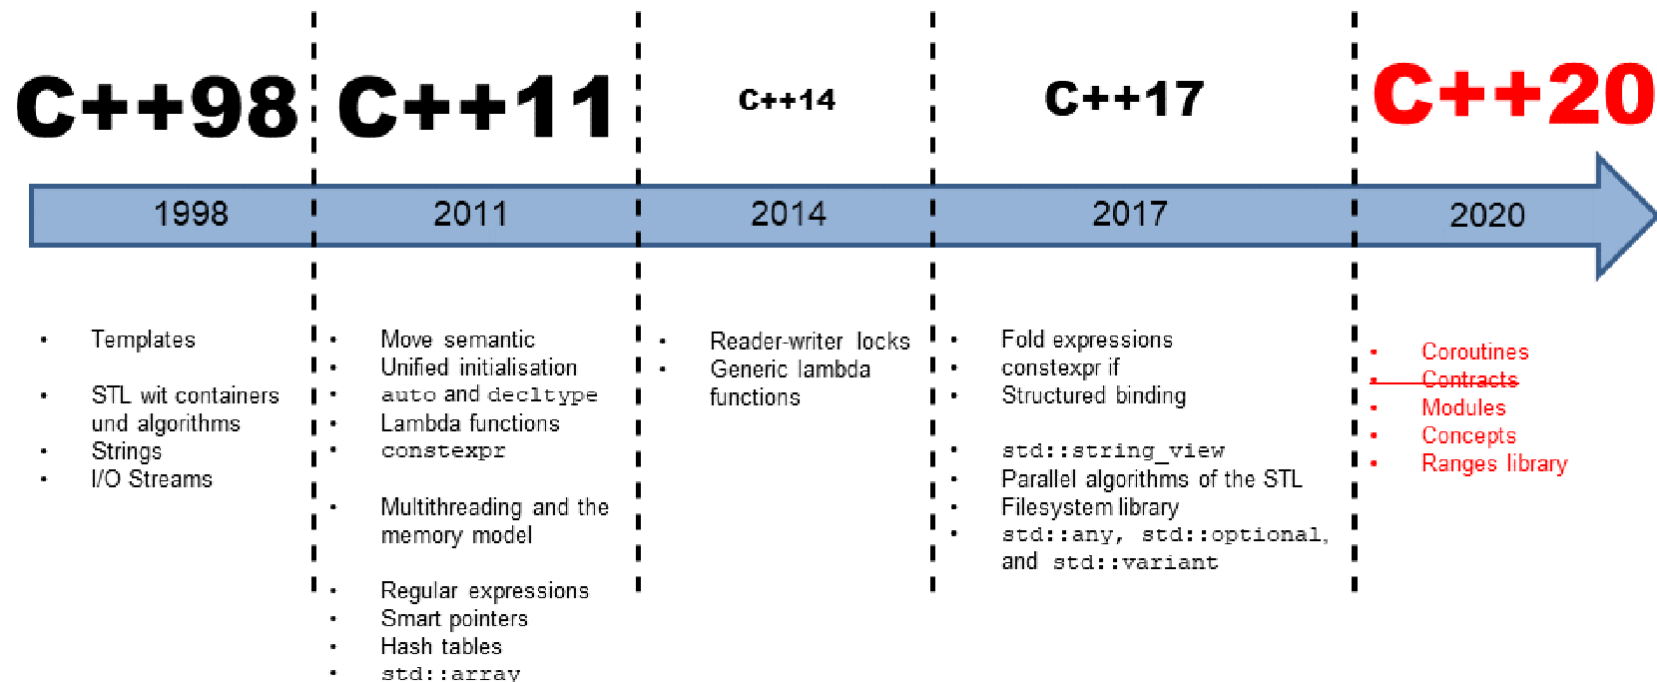 C++98
C++11
C++14
C++17
C++20
1998
2011
2014
2017
2020
• Templates
• STL wit containers
und algorithms
• Strings
• I/O Streams
• Move semantic
• Unified initialisation
• auto and decltype
• Lambda functions
• constexpr
• Multithreading and the
memory model
• Regular expressions
• Smart pointers
• Hash tables
• std::array
• Reader-writer locks
• Generic lambda
functions
• Fold expressions
• constexpr if
• Structured binding
• std::string_view
• Parallel algorithms of the STL
• Filesystem library
• std::any, std::optional,
and std::variant
• Coroutines
• Contracts
• Modules
• Concepts
• Ranges library